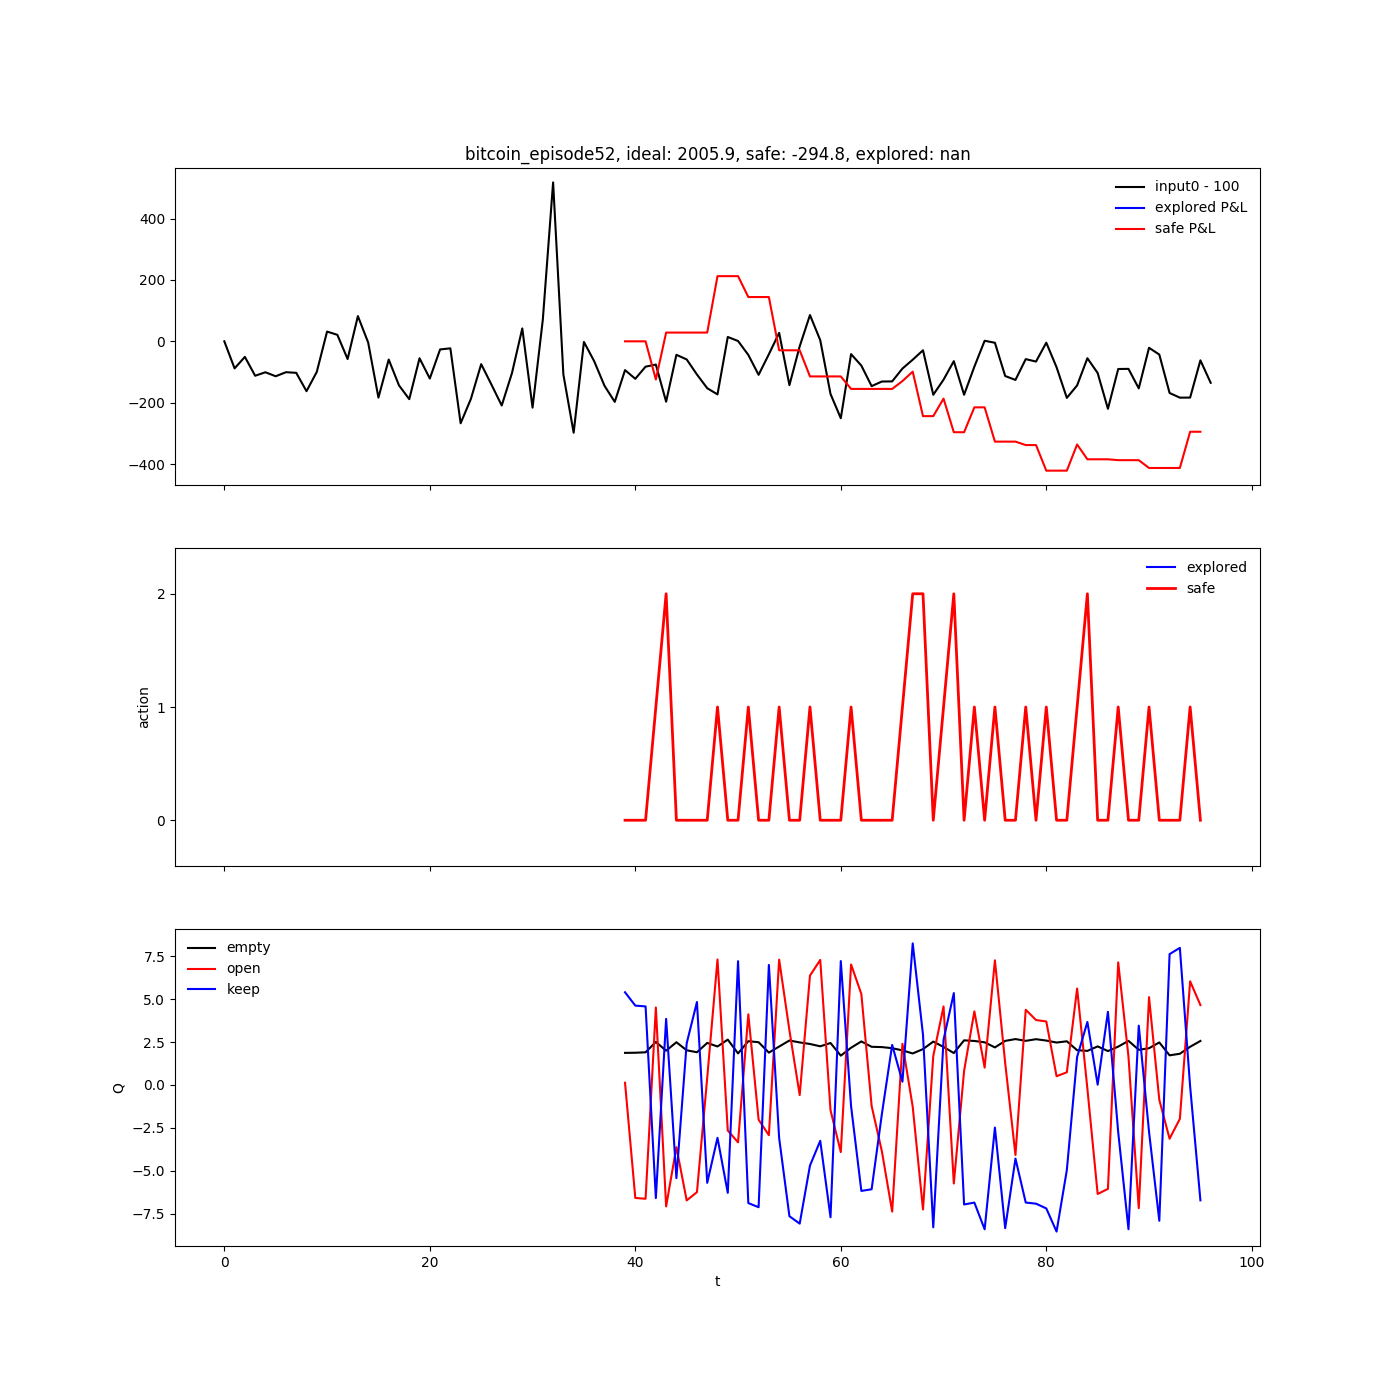 bitcoin_episode52, ideal: 2005.9, safe: -294.8, explored: nan
input0 - 100
explored P&L
safe P&L
400
200
0
−200
−400
explored
safe
2
1
0
action
empty
open
keep
7.5
5.0
2.5
0.0
−2.5
−5.0
−7.5
Q
0 20 40 60 80 100
t